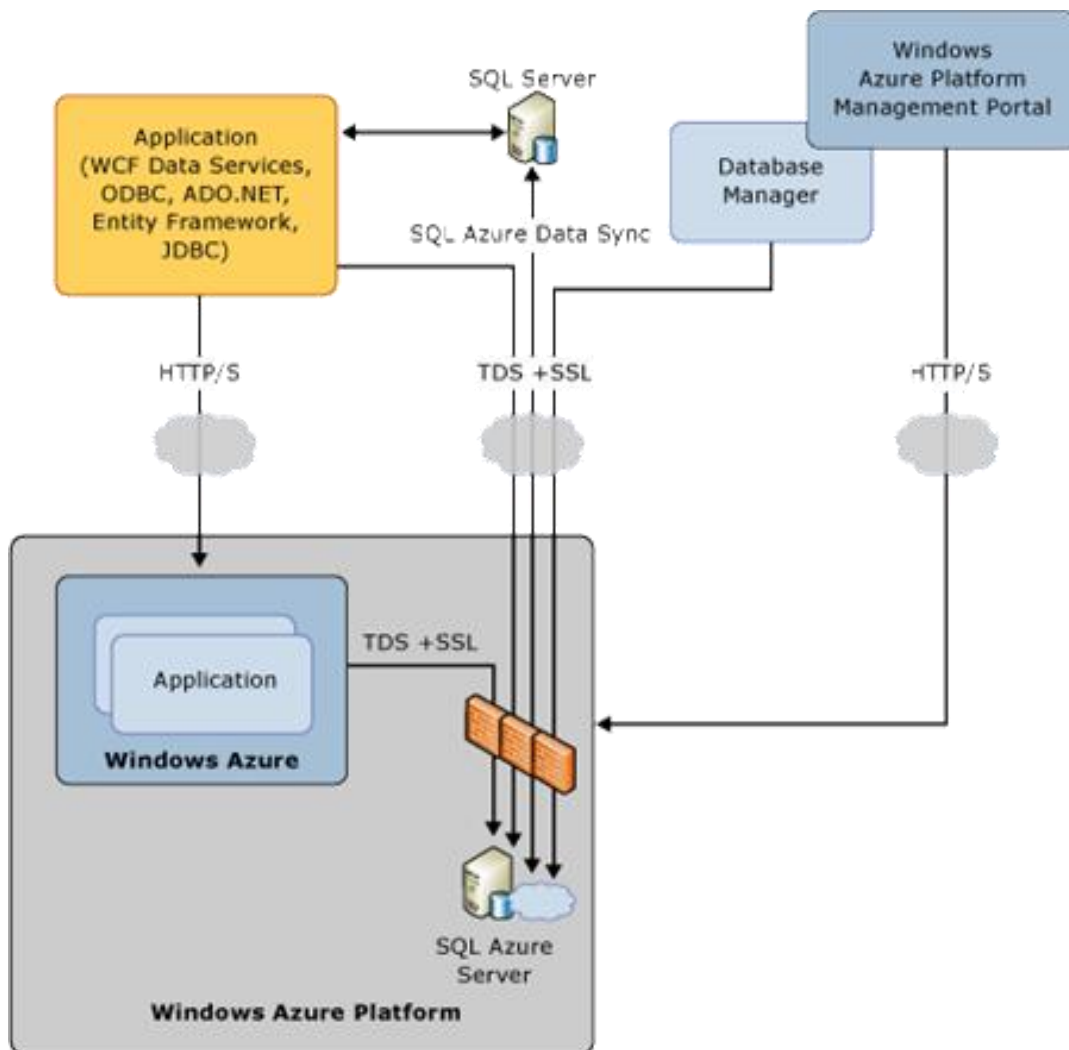 Windows
Azure Platform
Management Portal
SQL Server
Application
(WCF Data Services,
ODBC, ADO.NET,
Entity Framework,
JDBC)
Database
Manager
SQL Azure Data Sync
HTTP/S
TDS +SSL
HTTP/S
TDS +SSL
Application
Windows Azure
SQL Azure
Server
Windows Azure Platform